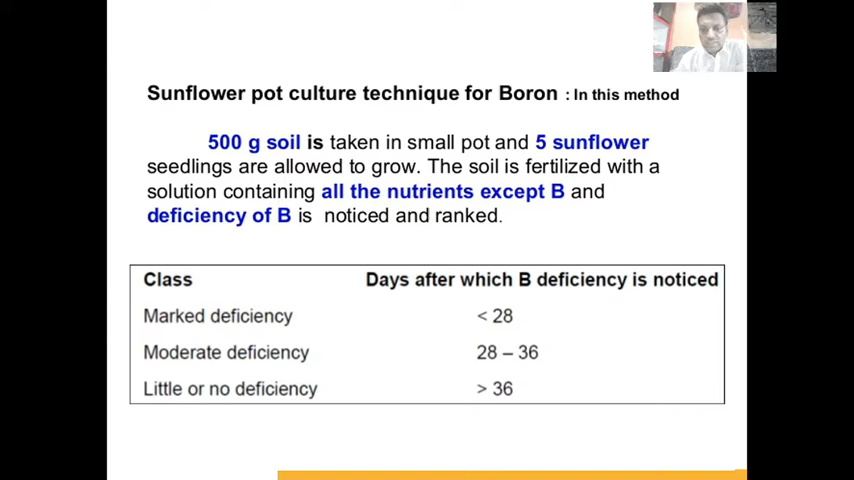 Sunflower pot culture technique for Boron : In this method
500 g soil is taken in small pot and 5 sunflower
seedlings are allowed to grow. The soil is fertilized with a
solution containing all the nutrients except B and
deficiency of B is noticed and ranked.
Class Days after which B deficiency is noticed
Marked deficiency < 28
Moderate deficiency 28 – 36
Little or no deficiency > 36